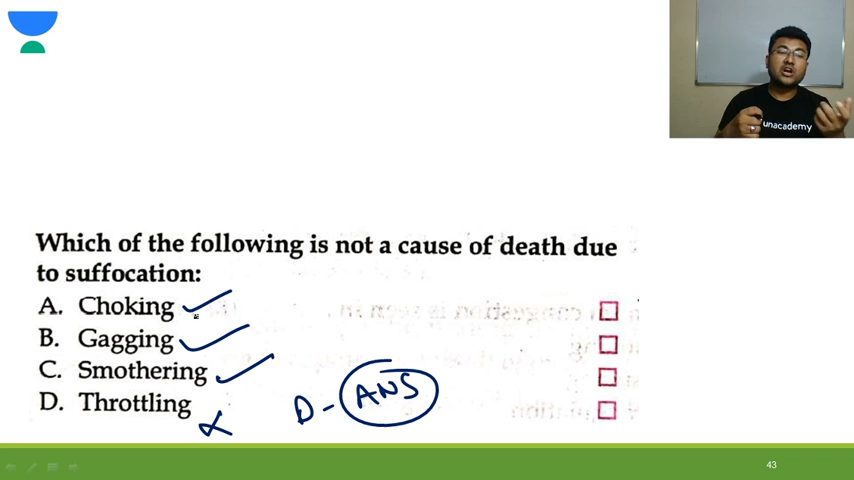 unacademy
Which of the following is not a cause of death due
to suffocation:
A. Choking
B. Gagging
C. Smothering
D. Throttling
D - ANS
43